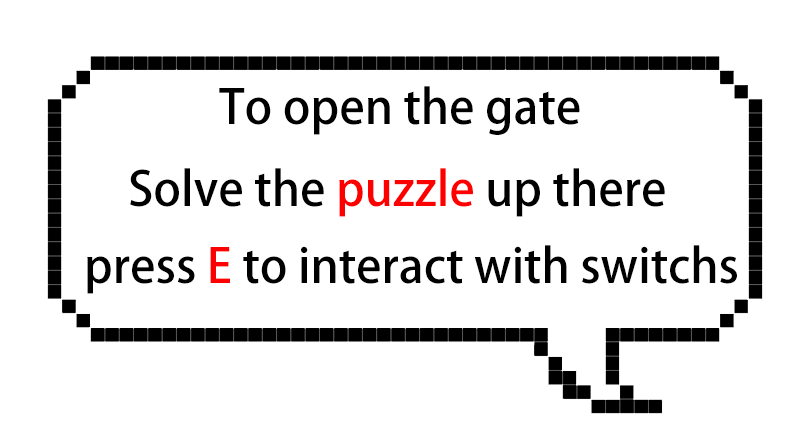 To open the gate
Solve the puzzle up there
press E to interact with switchs